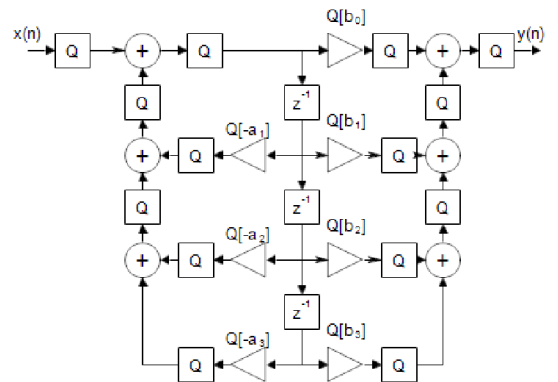 Q[b₀]
x(n) Q + Q Q + Q y(n)
Q z⁻¹ Q
Q[-a₁] Q[b₁]
+ Q Q +
Q z⁻¹ Q
Q[-a₂] Q[b₂]
+ Q Q +
z⁻¹
Q[-a₃] Q[b₃]
Q Q